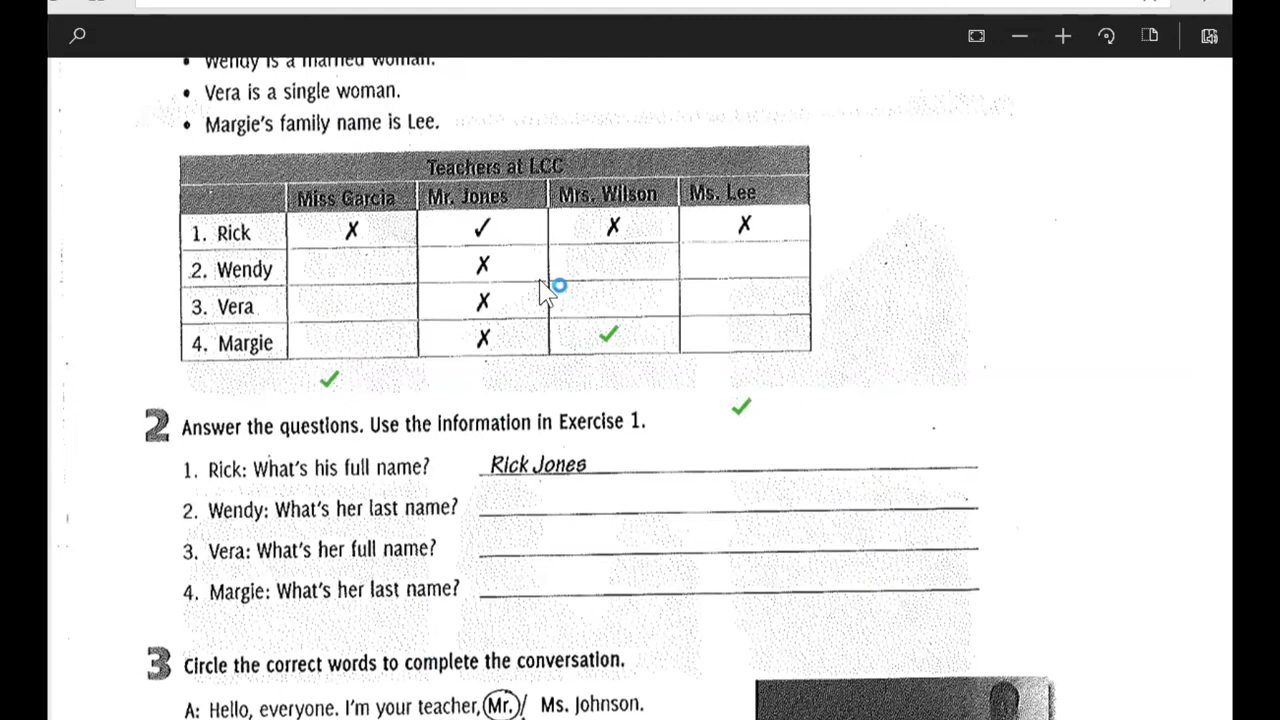 • Wendy is a married woman.
• Vera is a single woman.
• Margie's family name is Lee.
Teachers at LCC
Miss Garcia Mr. Jones Mrs. Wilson Ms. Lee
1. Rick ✗ ✓ ✗ ✗
2. Wendy ✗
3. Vera ✗
4. Margie ✗ ✓
✓
✓
2 Answer the questions. Use the information in Exercise 1.
1. Rick: What's his full name? Rick Jones
2. Wendy: What's her last name?
3. Vera: What's her full name?
4. Margie: What's her last name?
3 Circle the correct words to complete the conversation.
A: Hello, everyone. I'm your teacher, Mr. / Ms. Johnson.